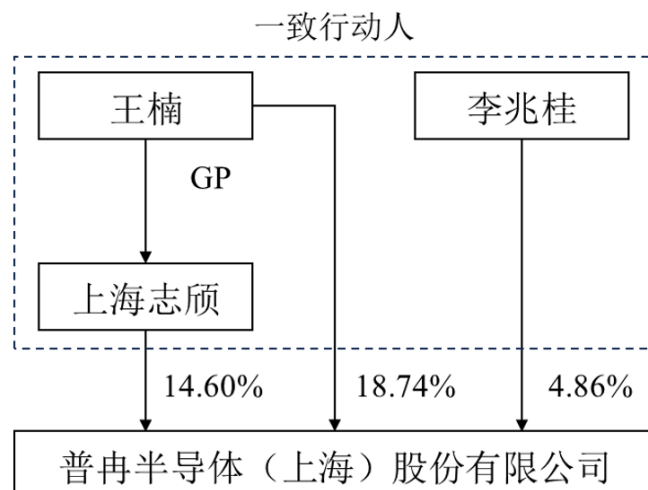 一致行动人
王楠
李兆桂
GP
上海志颀
14.60%
18.74%
4.86%
普冉半导体（上海）股份有限公司